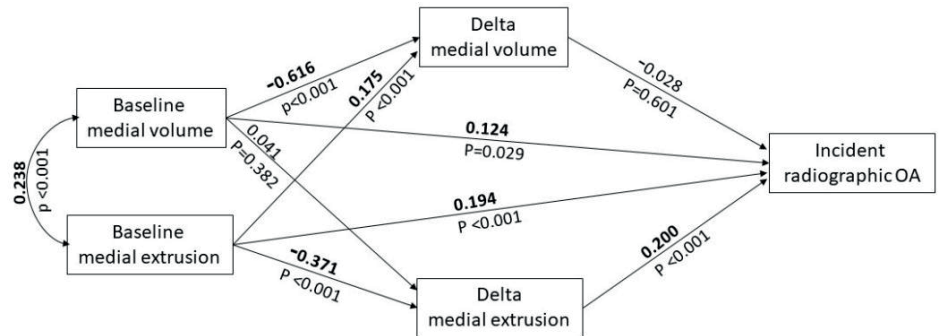 Delta
medial volume
−0.616
p<0.001
0.175
P <0.001
−0.028
P=0.601
Baseline
medial volume
0.041
P=0.382
0.124
P=0.029
Incident
radiographic OA
0.238
p <0.001
0.194
P <0.001
Baseline
medial extrusion
−0.371
P <0.001
0.200
P <0.001
Delta
medial extrusion